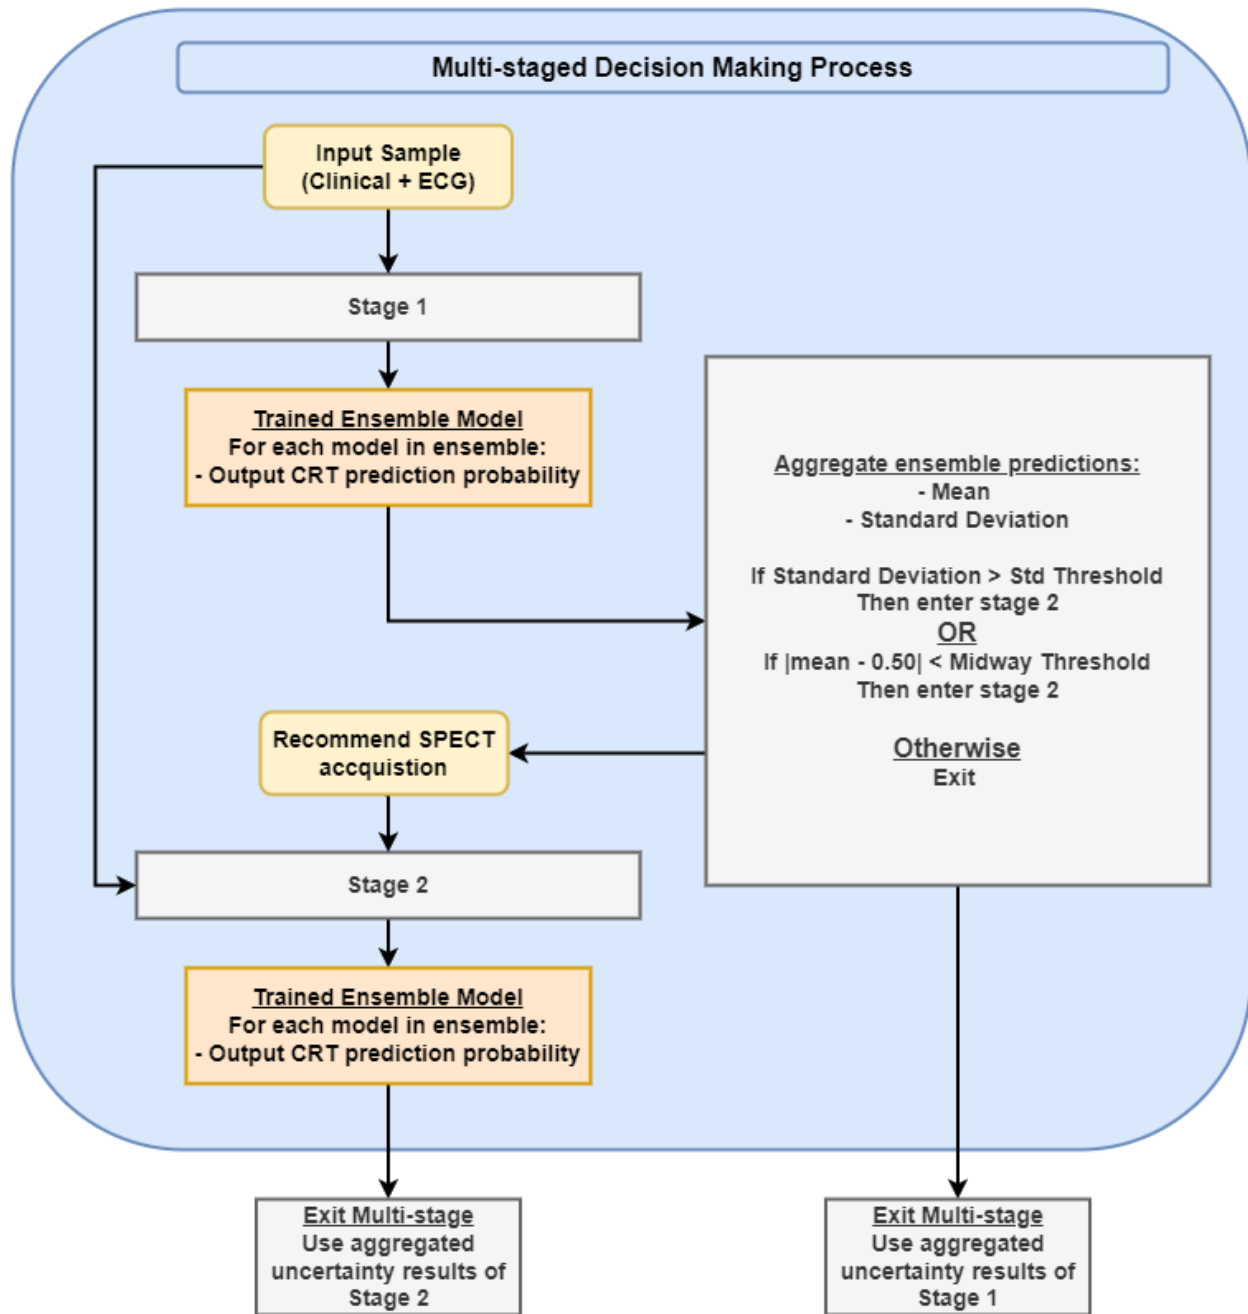 Multi-staged Decision Making Process
Input Sample
(Clinical + ECG)
Stage 1
Trained Ensemble Model
For each model in ensemble:
- Output CRT prediction probability
Aggregate ensemble predictions:
- Mean
- Standard Deviation
If Standard Deviation > Std Threshold
Then enter stage 2
OR
If |mean - 0.50| < Midway Threshold
Then enter stage 2
Otherwise
Exit
Recommend SPECT
accquistion
Stage 2
Trained Ensemble Model
For each model in ensemble:
- Output CRT prediction probability
Exit Multi-stage
Use aggregated
uncertainty results of
Stage 2
Exit Multi-stage
Use aggregated
uncertainty results of
Stage 1